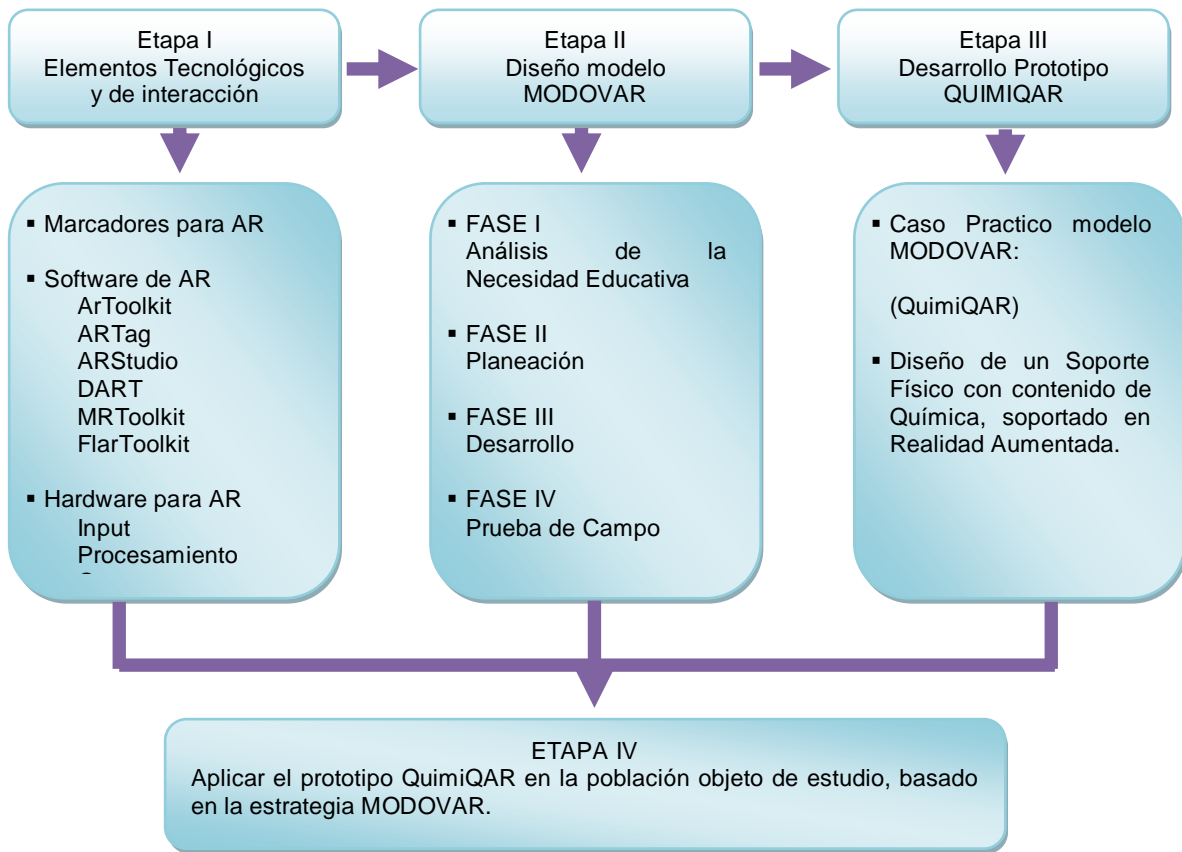 Etapa I
Elementos Tecnológicos
y de interacción
Etapa II
Diseño modelo
MODOVAR
Etapa III
Desarrollo Prototipo
QUIMIQAR
▪ Marcadores para AR
▪ Software de AR
ArToolkit
ARTag
ARStudio
DART
MRToolkit
FlarToolkit
▪ Hardware para AR
Input
Procesamiento
▪ FASE I
Análisis de la
Necesidad Educativa
▪ FASE II
Planeación
▪ FASE III
Desarrollo
▪ FASE IV
Prueba de Campo
▪ Caso Practico modelo
MODOVAR:
(QuimiQAR)
▪ Diseño de un Soporte
Físico con contenido de
Química, soportado en
Realidad Aumentada.
ETAPA IV
Aplicar el prototipo QuimiQAR en la población objeto de estudio, basado
en la estrategia MODOVAR.